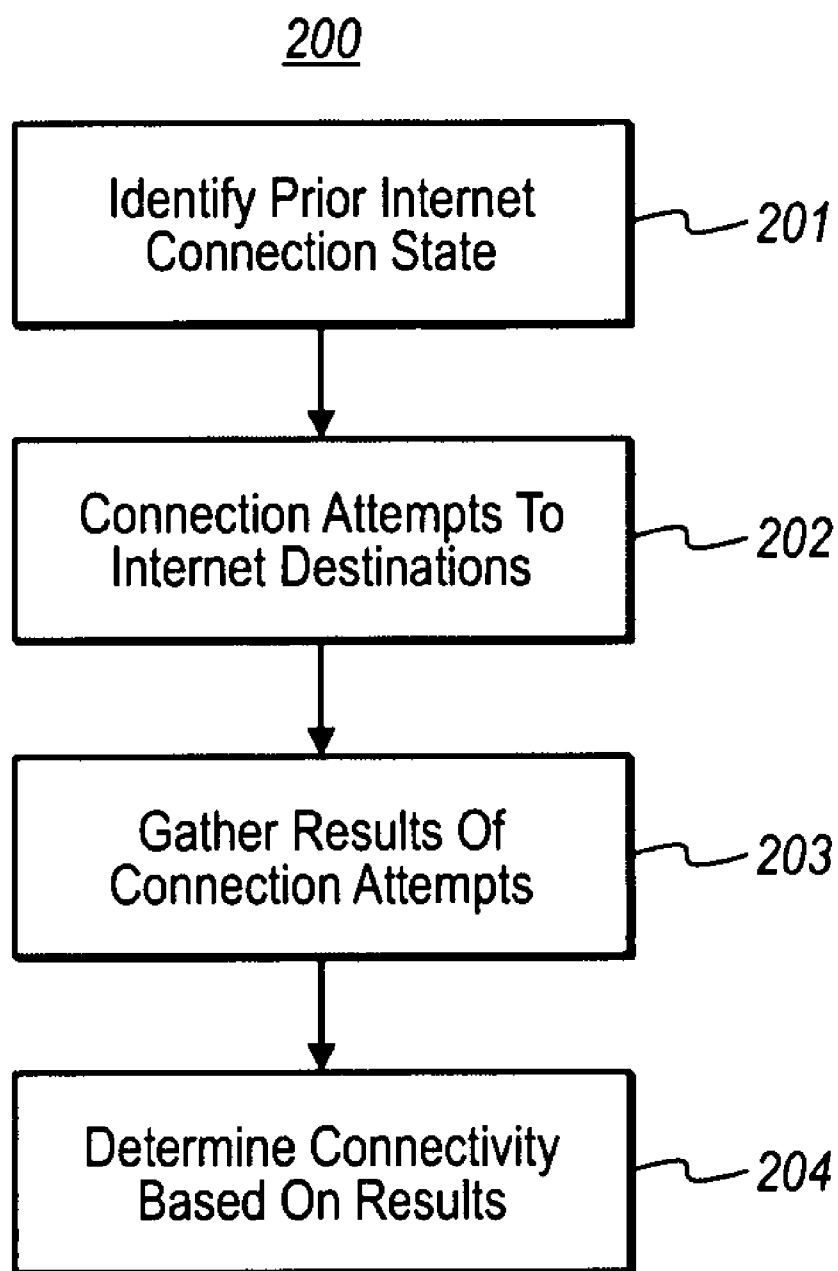 200
Identify Prior Internet
Connection State
201
Connection Attempts To
Internet Destinations
202
Gather Results Of
Connection Attempts
203
Determine Connectivity
Based On Results
204